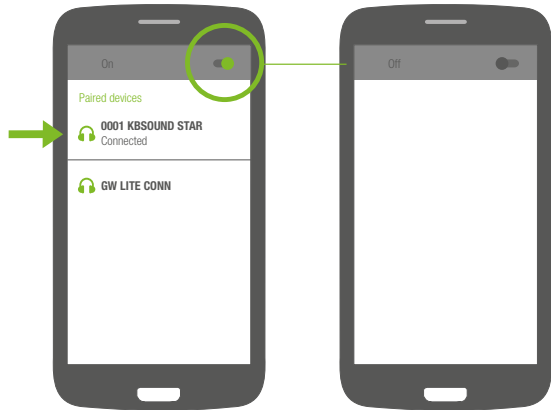 On
Off
Paired devices
0001 KBSOUND STAR
Connected
GW LITE CONN